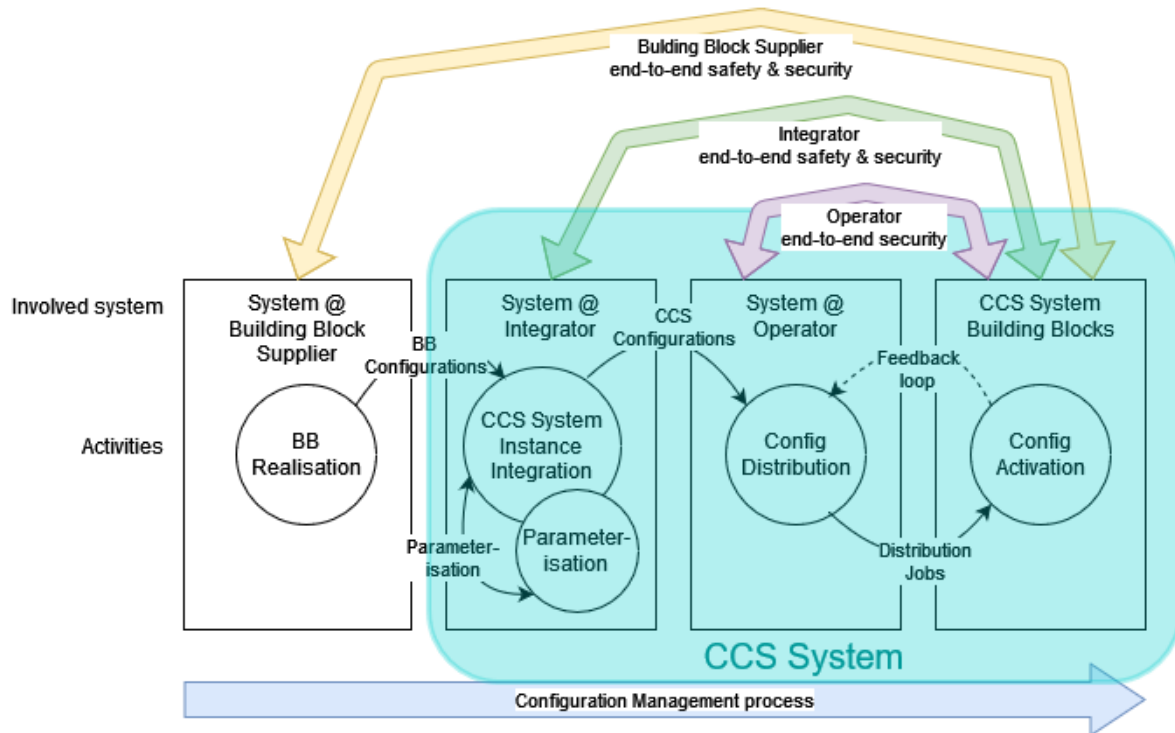 Bulding Block Supplier
end-to-end safety & security
Integrator
end-to-end safety & security
Operator
end-to-end security
Involved system
System @
Building Block
Supplier
System @
Integrator
System @
Operator
CCS System
Building Blocks
BB
Configurations
CCS
Configurations
Feedback
loop
Activities
BB
Realisation
CCS System
Instance
Integration
Config
Distribution
Config
Activation
Parameter-
isation
Parameter-
isation
Distribution
Jobs
CCS System
Configuration Management process